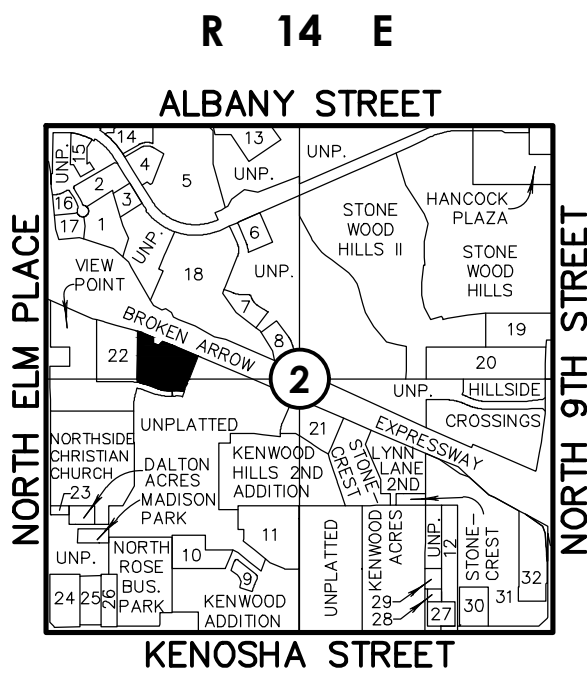 R 14 E
ALBANY STREET
NORTH ELM PLACE
NORTH 9TH STREET
KENOSHA STREET
UNP.
15
14
4
13
5
UNP.
UNP.
2
3
16
17
1
UNP.
6
18
UNP.
7
8
STONE
WOOD
HILLS II
HANCOCK
PLAZA
STONE
WOOD
HILLS
19
20
VIEW
POINT
BROKEN ARROW
EXPRESSWAY
22
2
UNP.
HILLSIDE
CROSSINGS
UNPLATTED
21
NORTHSIDE
CHRISTIAN
CHURCH
23
DALTON
ACRES
MADISON
PARK
KENWOOD
HILLS 2ND
ADDITION
STONE-
CREST
LYNN
LANE
2ND
UNP.
NORTH
ROSE
BUS.
PARK
10
11
9
KENWOOD
ADDITION
24
25
26
UNPLATTED
KENWOOD
ACRES
UNP.
12
STONE-
CREST
29
28
27
30
31
32